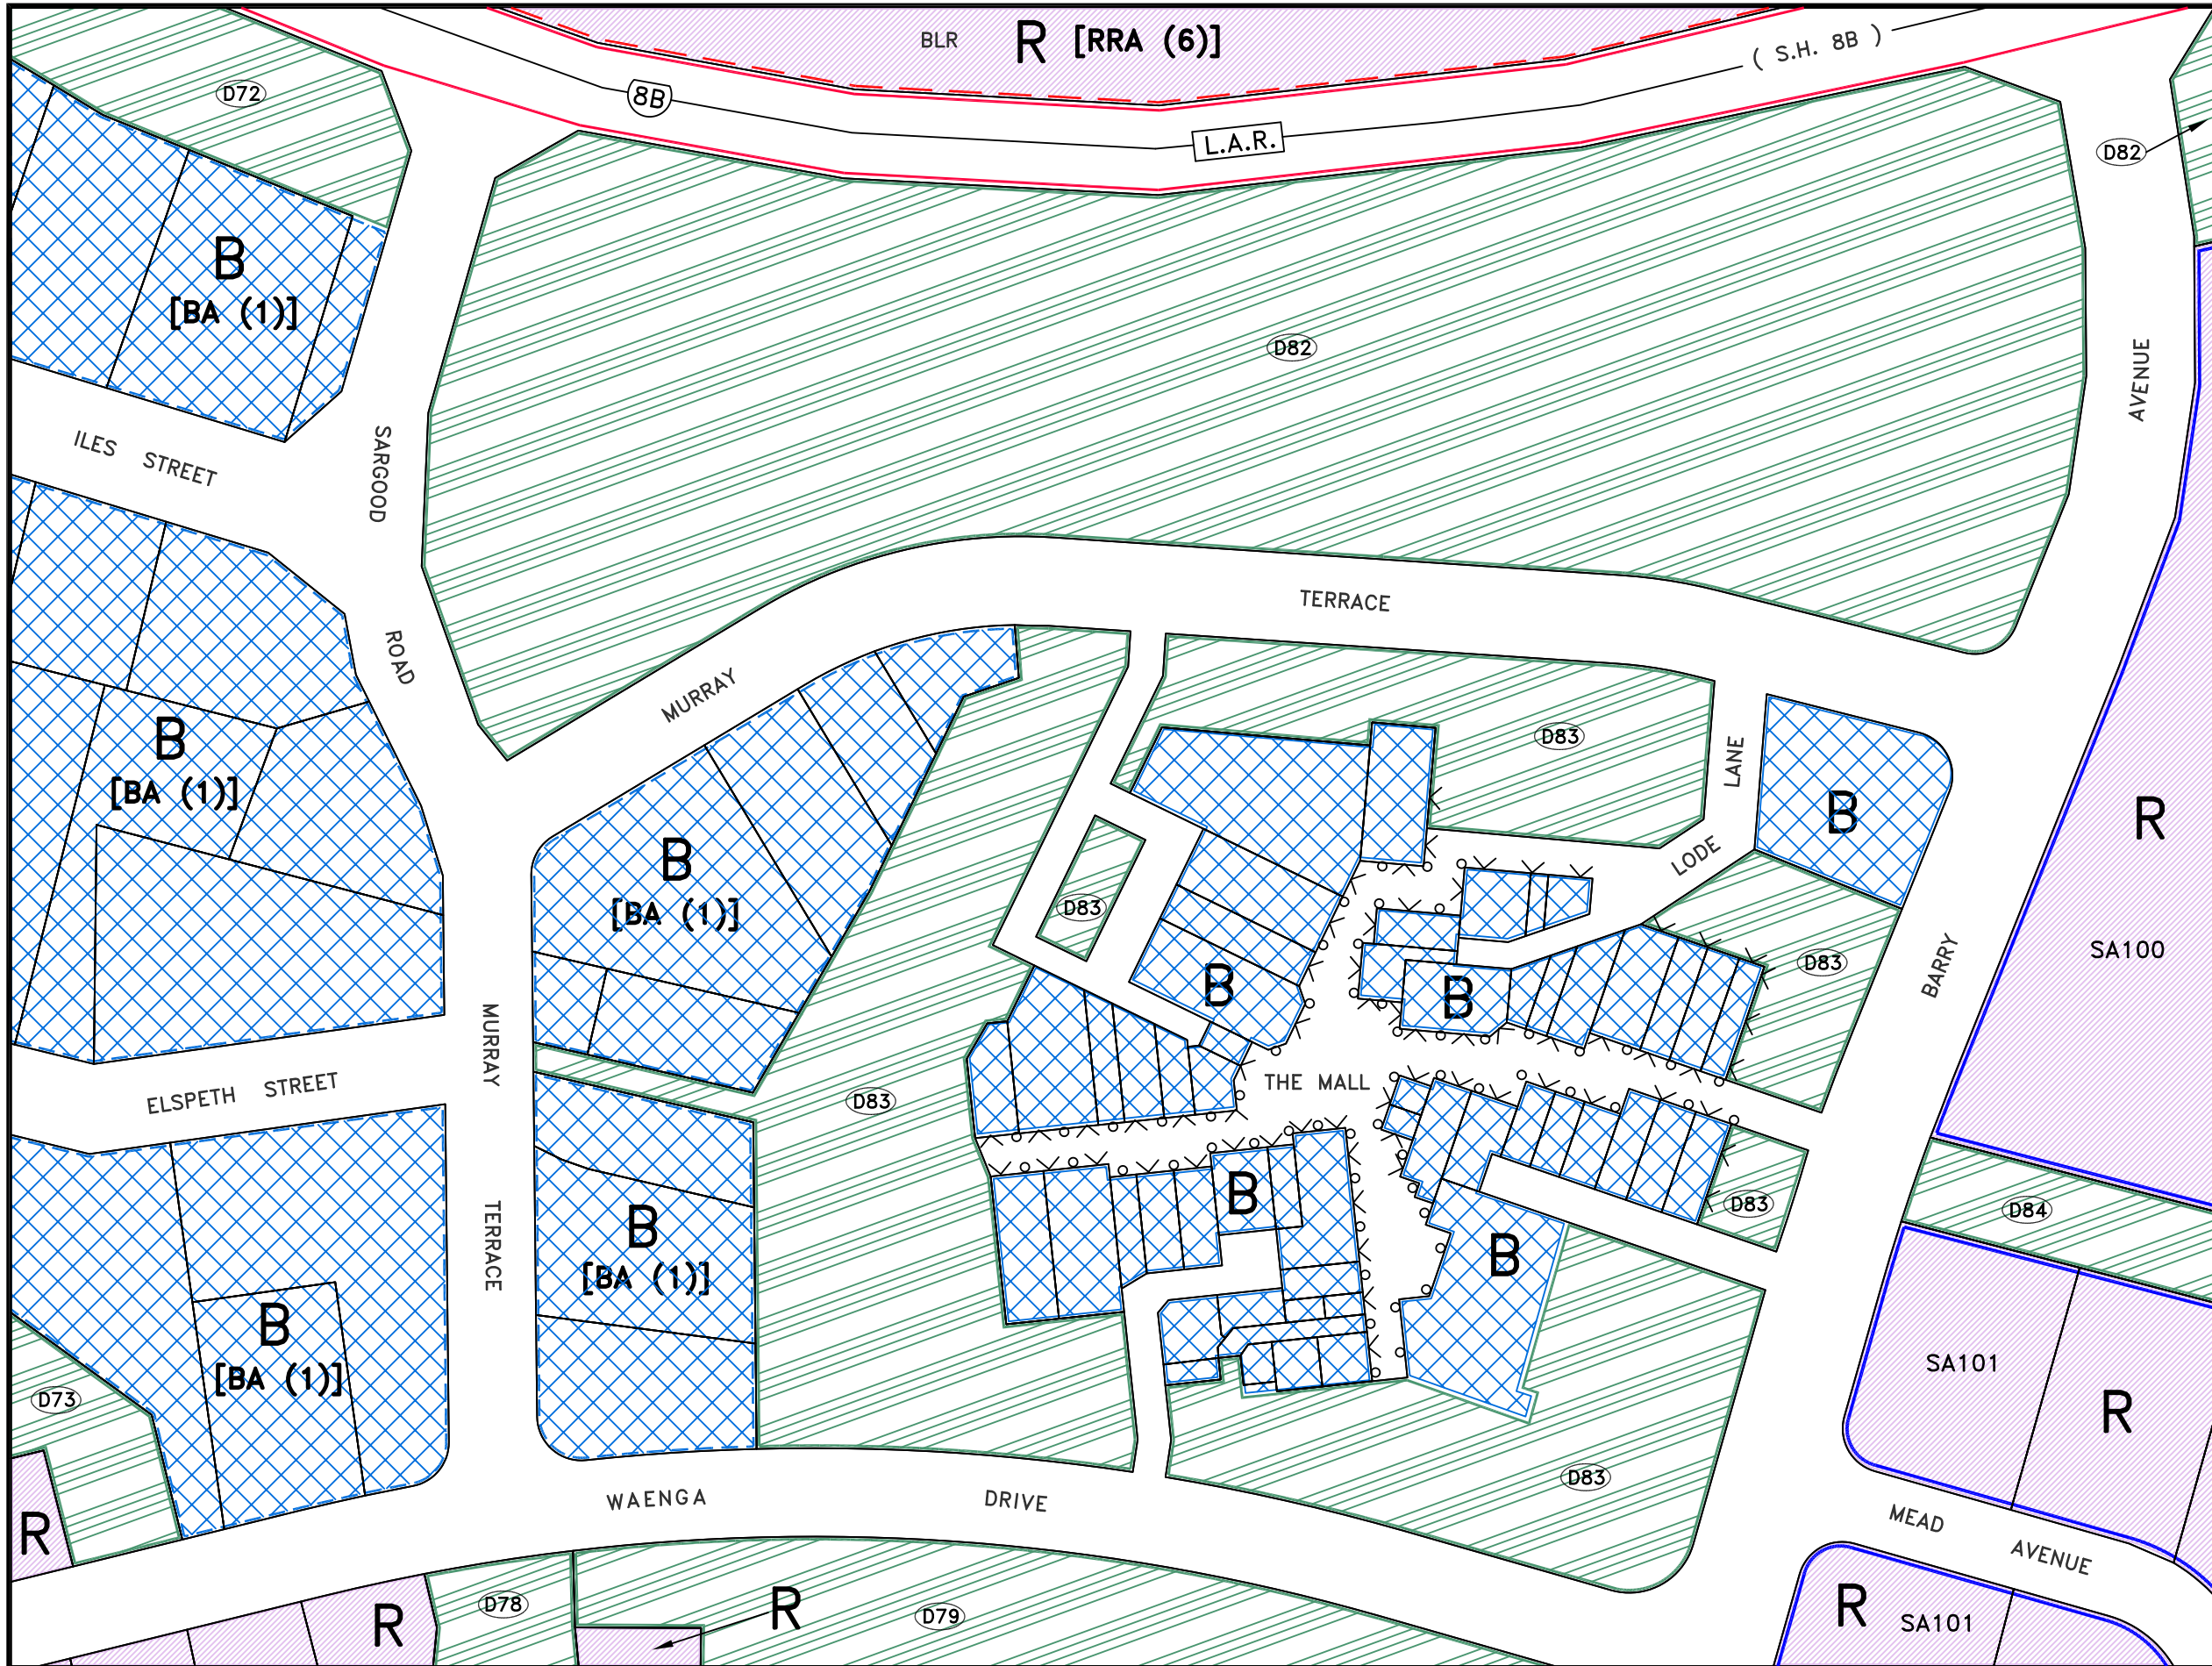 BLR R [RRA (6)]
( S.H. 8B )
D72
8B
L.A.R.
D82
B
[BA (1)]
D82
AVENUE
ILES STREET
SARGOOD
ROAD
TERRACE
MURRAY
B
[BA (1)]
D83
LANE
B
R
LODE
B
[BA (1)]
D83
SA100
D83
BARRY
B
B
MURRAY
THE MALL
ELSPETH STREET
D83
B
D83
D84
TERRACE
B
[BA (1)]
B
B
[BA (1)]
SA101
R
D73
D83
WAENGA DRIVE
MEAD
AVENUE
R
D78
R
D79
R
R
SA101